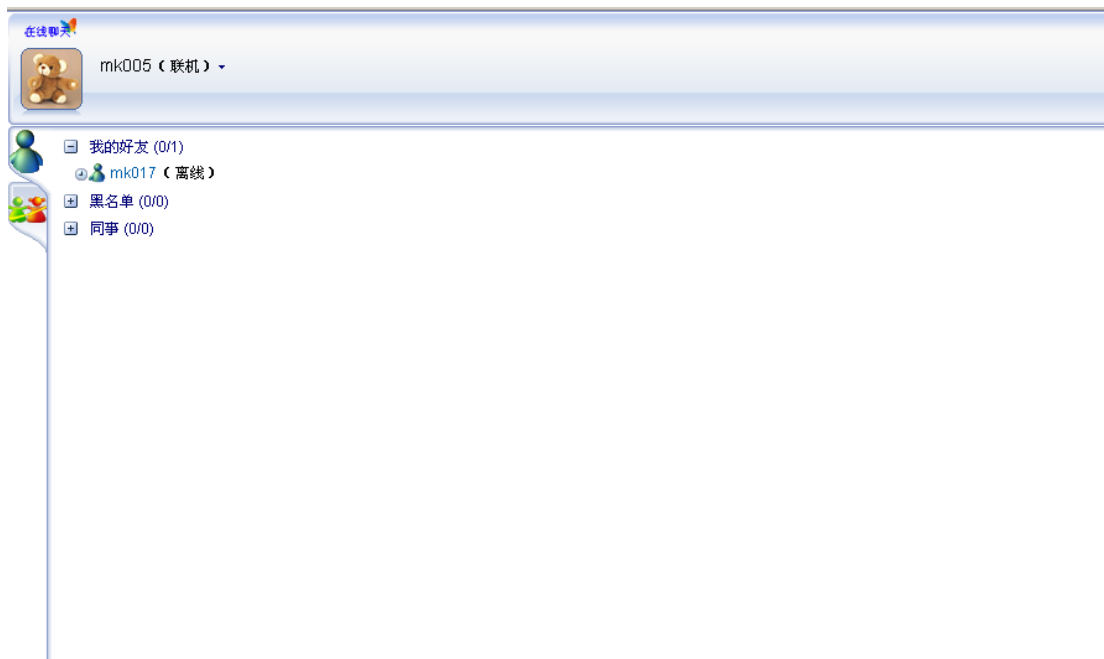 在线聊天
mk005（联机）
我的好友 (0/1)
mk017（离线）
黑名单 (0/0)
同事 (0/0)